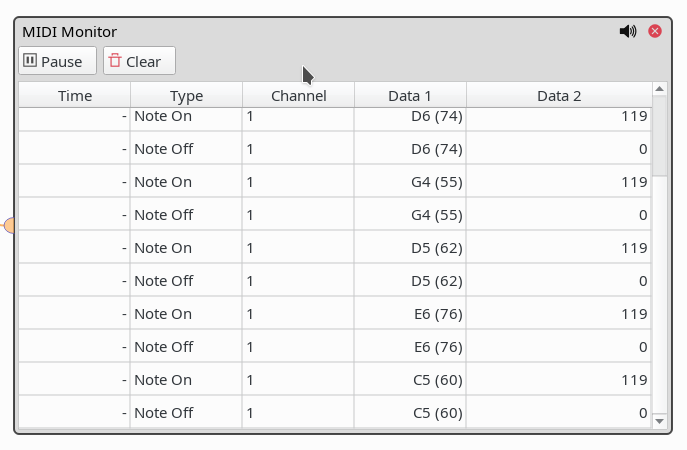 MIDI Monitor
Pause Clear
Time Type Channel Data 1 Data 2
- Note On 1 D6 (74) 119
- Note Off 1 D6 (74) 0
- Note On 1 G4 (55) 119
- Note Off 1 G4 (55) 0
- Note On 1 D5 (62) 119
- Note Off 1 D5 (62) 0
- Note On 1 E6 (76) 119
- Note Off 1 E6 (76) 0
- Note On 1 C5 (60) 119
- Note Off 1 C5 (60) 0